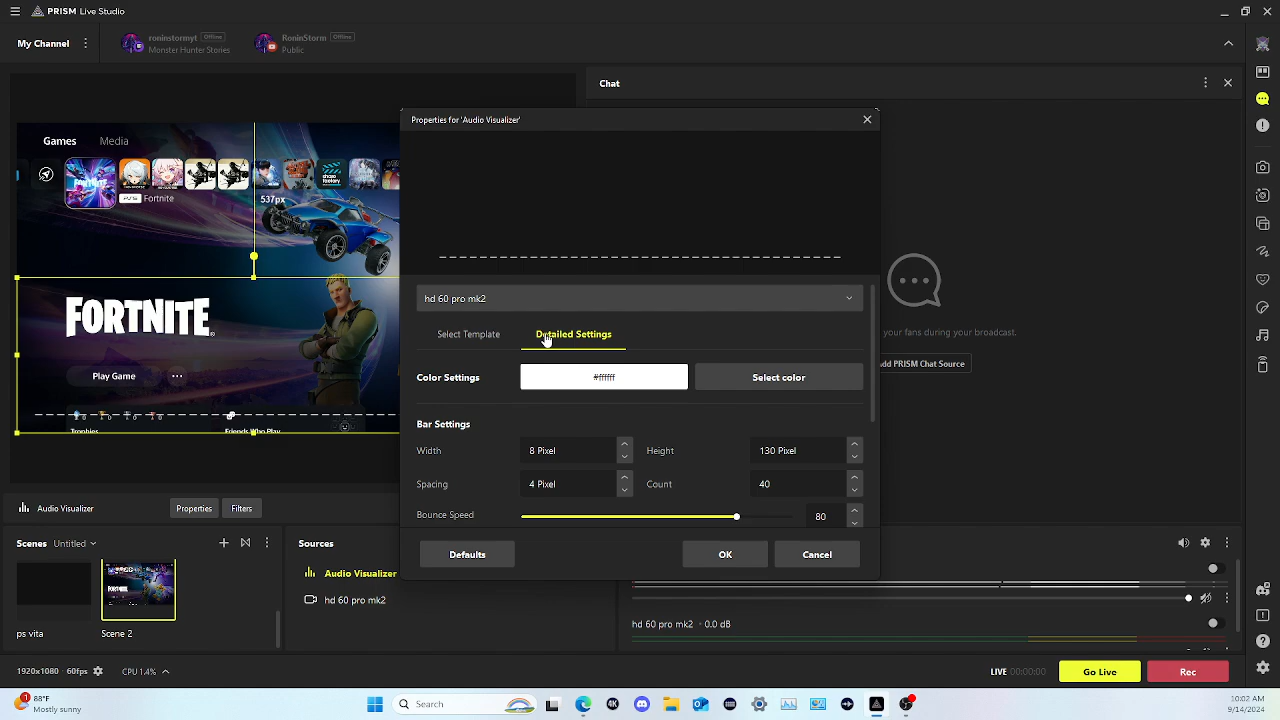 PRISM Live Studio
My Channel
roninstormyt Offline
Monster Hunter Stories
RoninStorm Offline
Public
Chat
Properties for 'Audio Visualizer'
Games Media
Fortnite
537px
FORTNITE
Play Game
Trophies
Friends Who Play
hd 60 pro mk2
Select Template
Detailed Settings
Color Settings
#ffffff
Select color
Bar Settings
Width 8 Pixel
Height 130 Pixel
Spacing 4 Pixel
Count 40
Bounce Speed
80
Defaults
OK
Cancel
your fans during your broadcast.
dd PRISM Chat Source
Audio Visualizer
Properties
Filters
Scenes Untitled
Sources
Audio Visualizer
hd 60 pro mk2
ps vita
Scene 2
hd 60 pro mk2 · 0.0 dB
1920x1080 · 60fps
CPU 1.4%
LIVE 00:00:00
Go Live
Rec
88°F
Mostly sunny
Search
4K
10:02 AM
9/14/2024